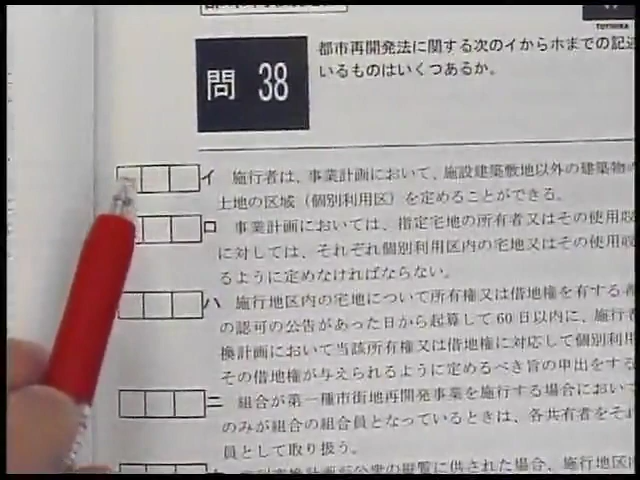 問 38
都市再開発法に関する次のイからホまでの記述
いるものはいくつあるか。
イ 施行者は、事業計画において、施設建築敷地以外の建築物の
土地の区域（個別利用区）を定めることができる。
ロ 事業計画においては、指定宅地の所有者又はその使用収
に対しては、それぞれ個別利用区内の宅地又はその使用収
るように定めなければならない。
ハ 施行地区内の宅地について所有権又は借地権を有する者
の認可の公告があった日から起算して60日以内に、施行者
換計画において当該所有権又は借地権に対応して個別利用
その借地権が与えられるように定めるべき旨の申出をする
ニ 組合が第一種市街地再開発事業を施行する場合におい
のみが組合の組合員となっているときは、各共有者をそれ
員として取り扱う。